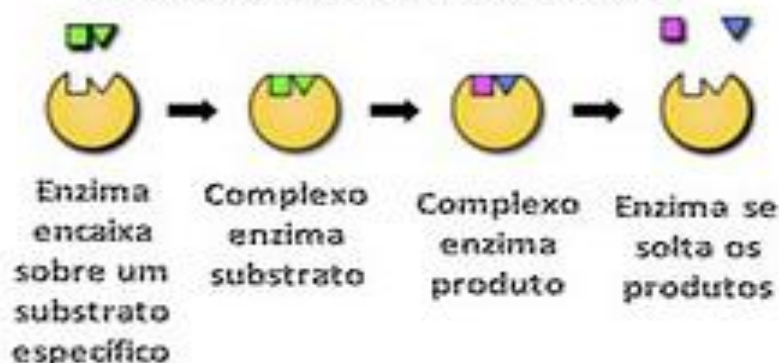 Enzima
encaixa
sobre um
substrato
específico
Complexo
enzima
substrato
Complexo
enzima
produto
Enzima se
solta os
produtos